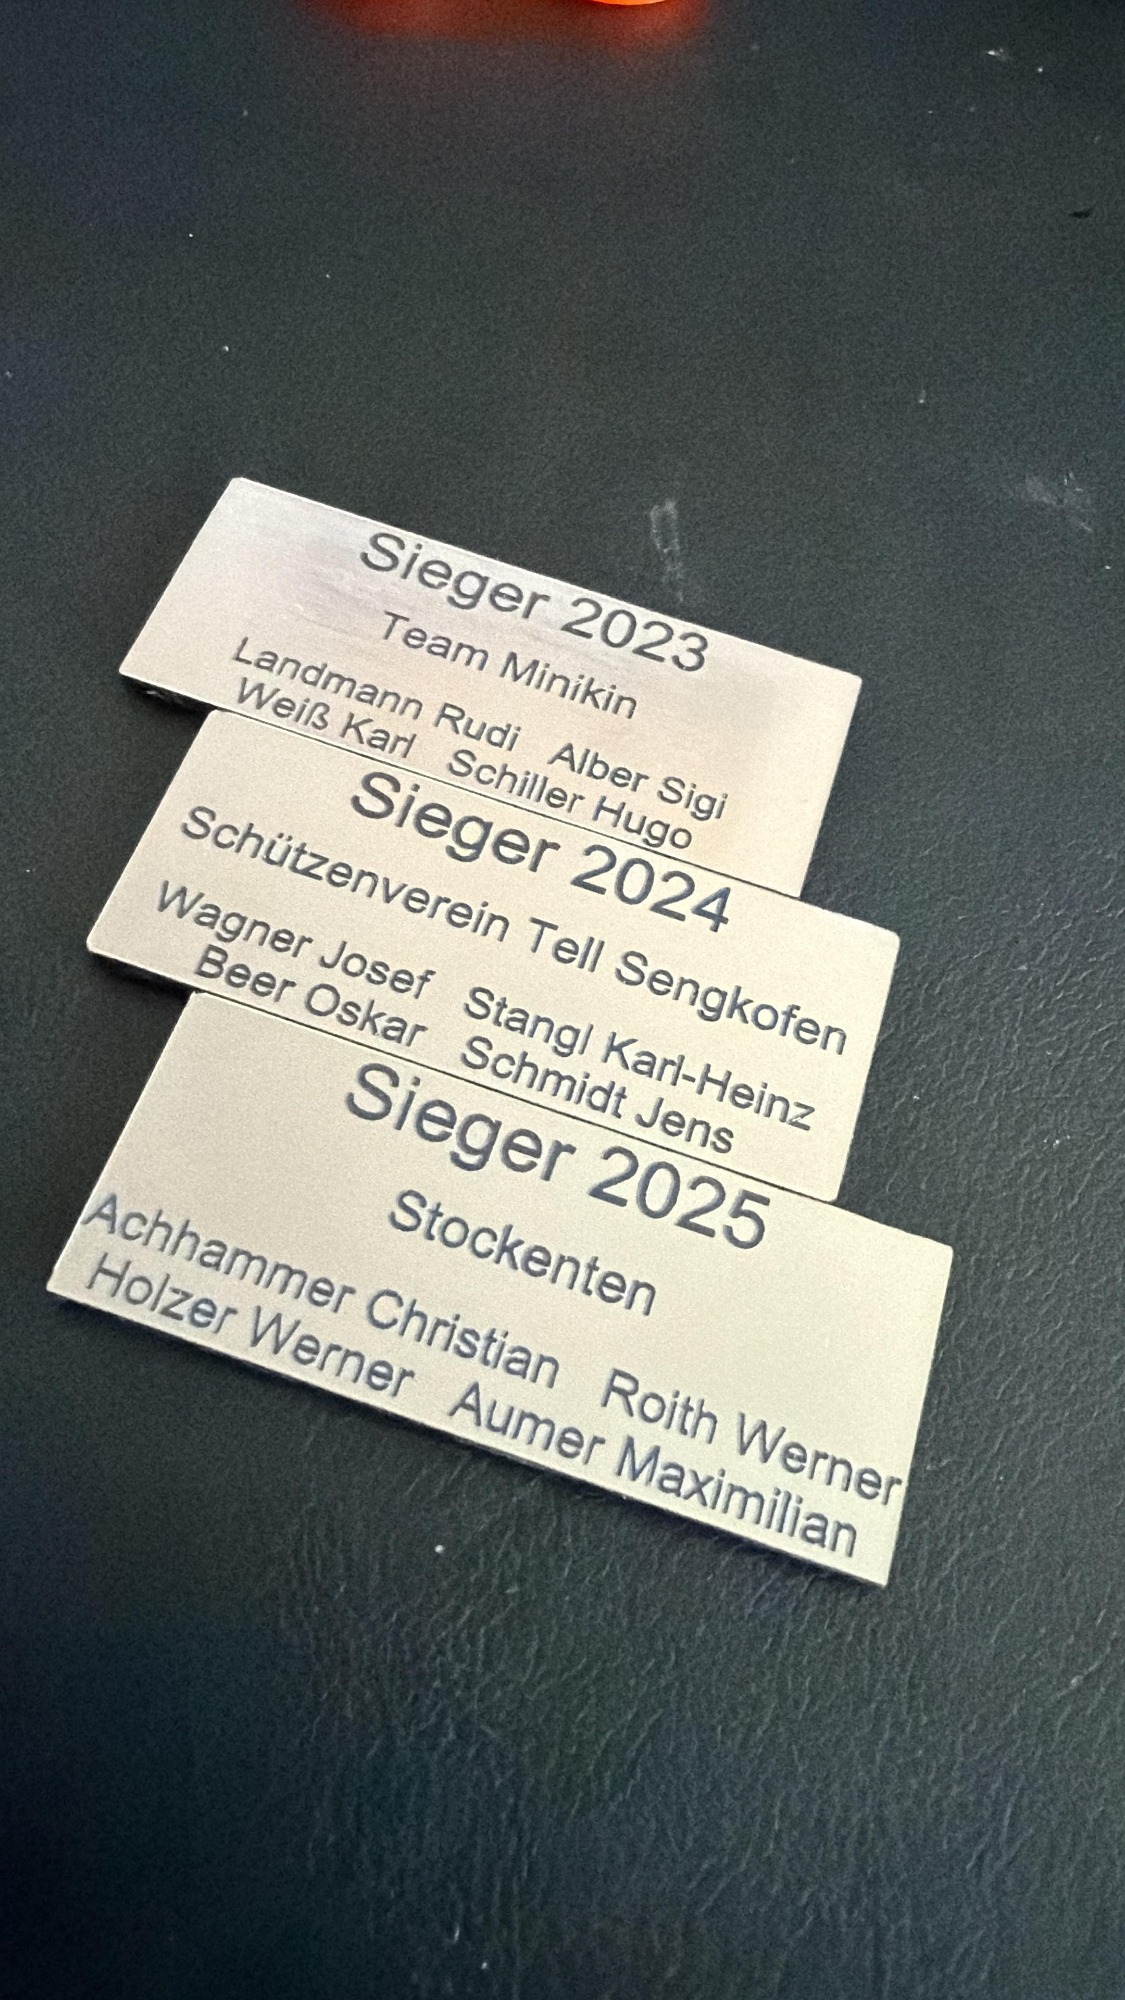 Sieger 2023
Team Minikin
Landmann Rudi Alber Sigi
Weiß Karl Schiller Hugo
Sieger 2024
Schützenverein Tell Sengkofen
Wagner Josef Stangl Karl-Heinz
Beer Oskar Schmidt Jens
Sieger 2025
Stockenten
Achhammer Christian Roith Werner
Holzer Werner Aumer Maximilian